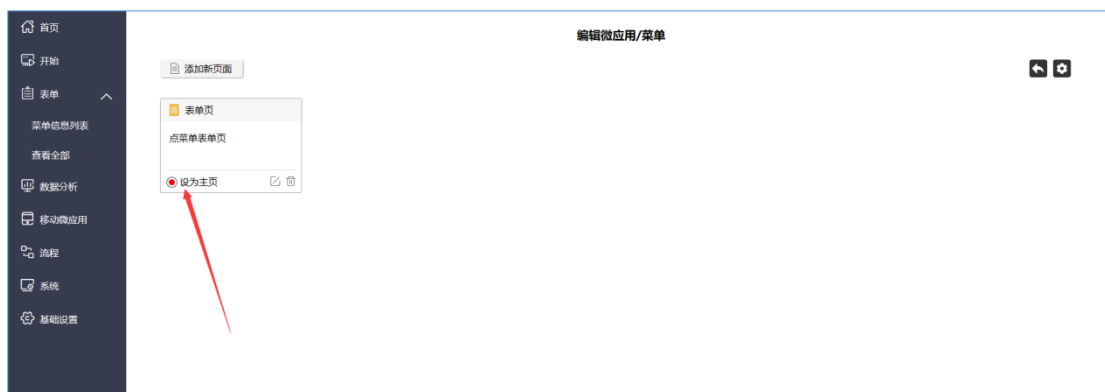 首页
开始
表单
菜单信息列表
查看全部
数据分析
移动微应用
流程
系统
基础设置
编辑微应用/菜单
添加新页面
表单页
点菜单表单页
设为主页